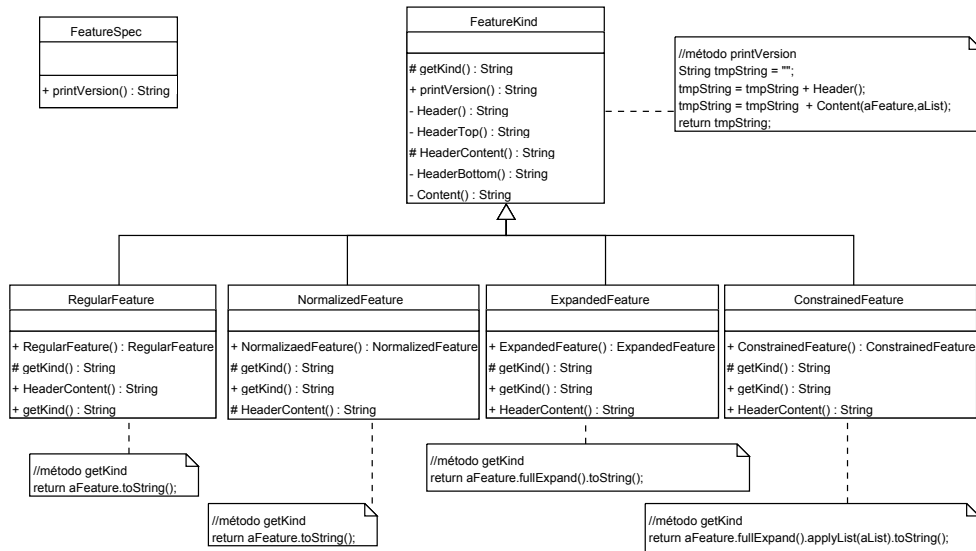 FeatureSpec
+ printVersion() : String
FeatureKind
# getKind() : String
+ printVersion() : String
- Header() : String
- HeaderTop() : String
# HeaderContent() : String
- HeaderBottom() : String
- Content() : String
//método printVersion
String tmpString = "";
tmpString = tmpString + Header();
tmpString = tmpString + Content(aFeature,aList);
return tmpString;
RegularFeature
+ RegularFeature() : RegularFeature
# getKind() : String
+ HeaderContent() : String
+ getKind() : String
NormalizedFeature
+ NormalizaedFeature() : NormalizedFeature
# getKind() : String
+ getKind() : String
# HeaderContent() : String
ExpandedFeature
+ ExpandedFeature() : ExpandedFeature
# getKind() : String
+ getKind() : String
+ HeaderContent() : String
ConstrainedFeature
+ ConstrainedFeature() : ConstrainedFeature
# getKind() : String
+ getKind() : String
+ HeaderContent() : String
//método getKind
return aFeature.toString();
//método getKind
return aFeature.toString();
//método getKind
return aFeature.fullExpand().toString();
//método getKind
return aFeature.fullExpand().applyList(aList).toString();